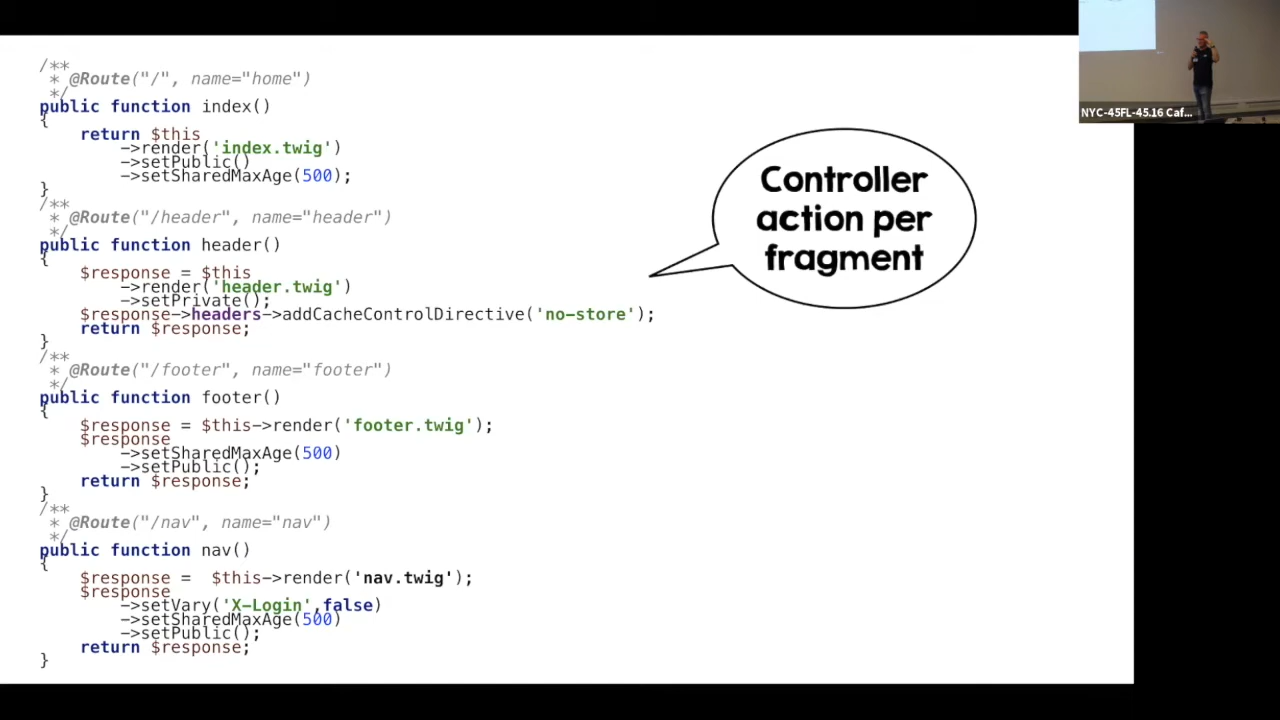 /**
 * @Route("/", name="home")
 */
public function index()
{
    return $this
        ->render('index.twig')
        ->setPublic()
        ->setSharedMaxAge(500);
}
/**
 * @Route("/header", name="header")
 */
public function header()
{
    $response = $this
        ->render('header.twig')
        ->setPrivate();
    $response->headers->addCacheControlDirective('no-store');
    return $response;
}
/**
 * @Route("/footer", name="footer")
 */
public function footer()
{
    $response = $this->render('footer.twig');
    $response
        ->setSharedMaxAge(500)
        ->setPublic();
    return $response;
}
/**
 * @Route("/nav", name="nav")
 */
public function nav()
{
    $response =  $this->render('nav.twig');
    $response
        ->setVary('X-Login',false)
        ->setSharedMaxAge(500)
        ->setPublic();
    return $response;
}
Controller
action per
fragment
NYC-45FL-45.16 Caf...